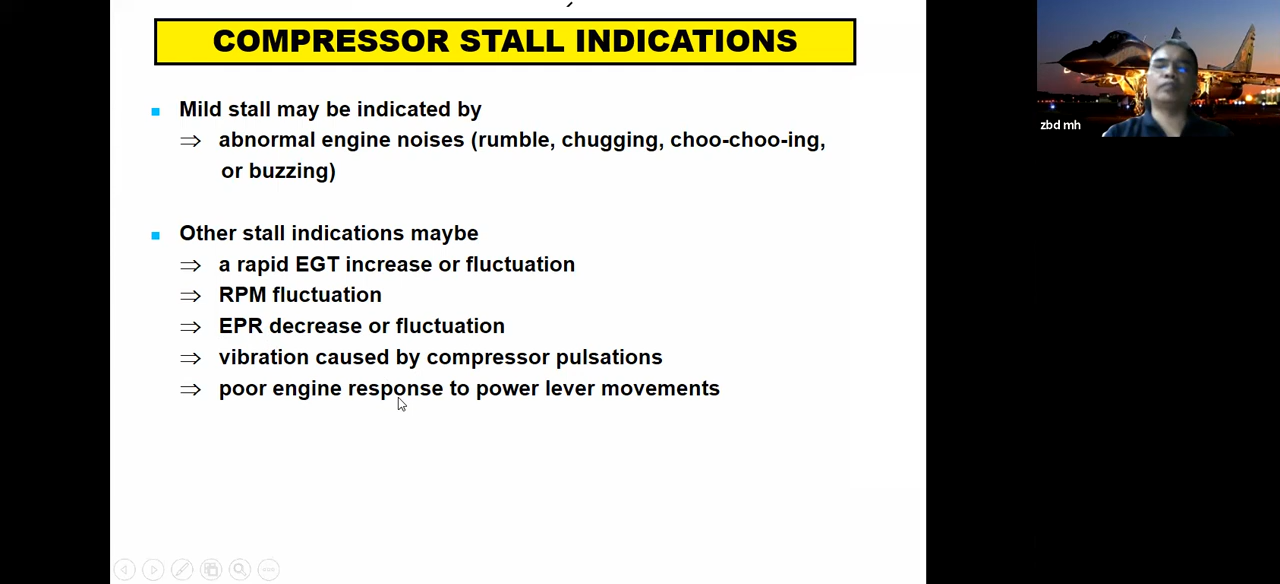 COMPRESSOR STALL INDICATIONS
Mild stall may be indicated by
abnormal engine noises (rumble, chugging, choo-choo-ing,
or buzzing)
Other stall indications maybe
a rapid EGT increase or fluctuation
RPM fluctuation
EPR decrease or fluctuation
vibration caused by compressor pulsations
poor engine response to power lever movements
zbd mh